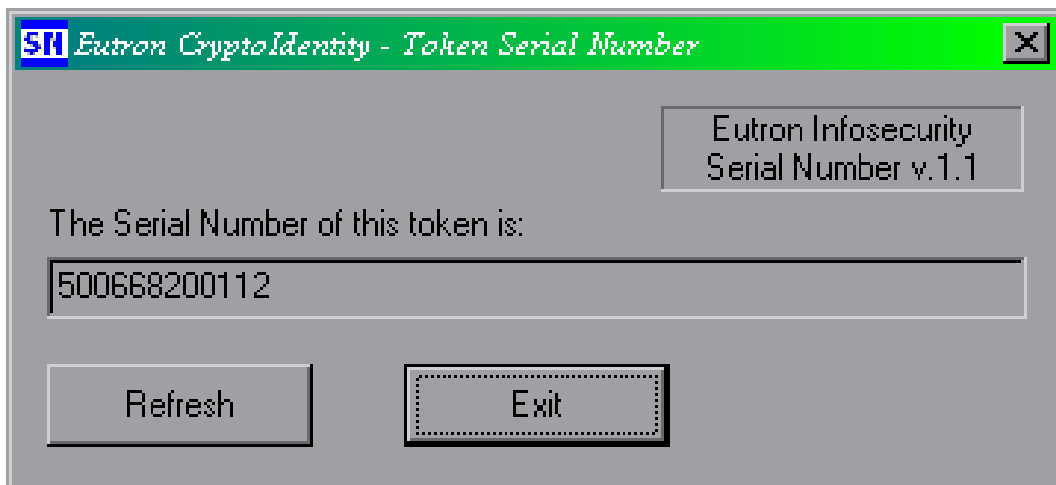 SN Eutron CryptoIdentity - Token Serial Number
Eutron Infosecurity
Serial Number v.1.1
The Serial Number of this token is:
500668200112
Refresh Exit